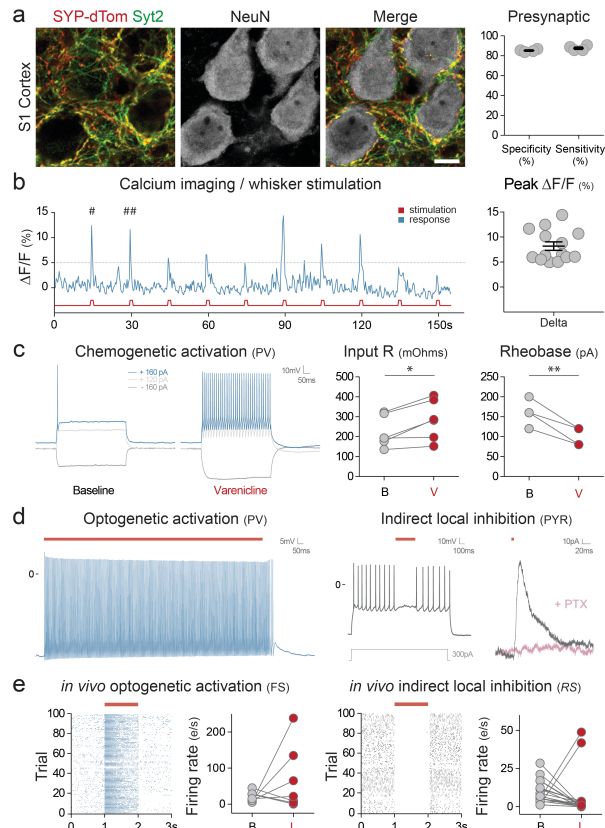 a
SYP-dTom Syt2
NeuN
Merge
Presynaptic
S1 Cortex
100
80
60
40
20
0
Specificity (%)
Sensitivity (%)
b
Calcium imaging / whisker stimulation
Peak ΔF/F (%)
# ##
stimulation
response
ΔF/F (%)
15
10
5
0
0 30 60 90 120 150s
15
10
5
0
Delta
c
Chemogenetic activation (PV)
Input R (mOhms)
Rheobase (pA)
+ 160 pA
+ 120 pA
- 160 pA
10mV
50ms
Baseline
Varenicline
500
400
300
200
100
0
*
B V
250
200
150
100
50
0
**
B V
d
Optogenetic activation (PV)
Indirect local inhibition (PYR)
5mV
50ms
10mV
100ms
10pA
20ms
0
0
+ PTX
300pA
e
in vivo optogenetic activation (FS)
in vivo indirect local inhibition (RS)
Trial
100
80
60
40
20
0
0 1 2 3s
Firing rate (e/s)
200
100
0
B L
Trial
100
80
60
40
20
0
0 1 2 3s
Firing rate (e/s)
50
25
0
B L